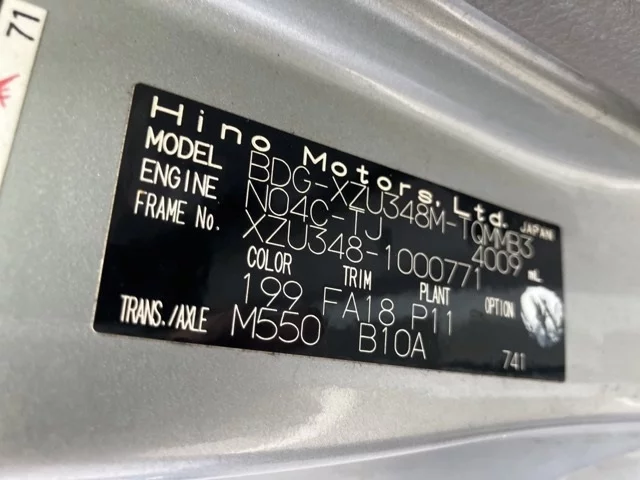 71
Hino Motors, Ltd. JAPAN
MODEL BDG-XZU348M-TQMMB3
ENGINE N04C-TJ 4009 mL
FRAME No. XZU348-1000771
COLOR TRIM PLANT OPTION
199 FA18 P11
TRANS./AXLE M550 B10A
741